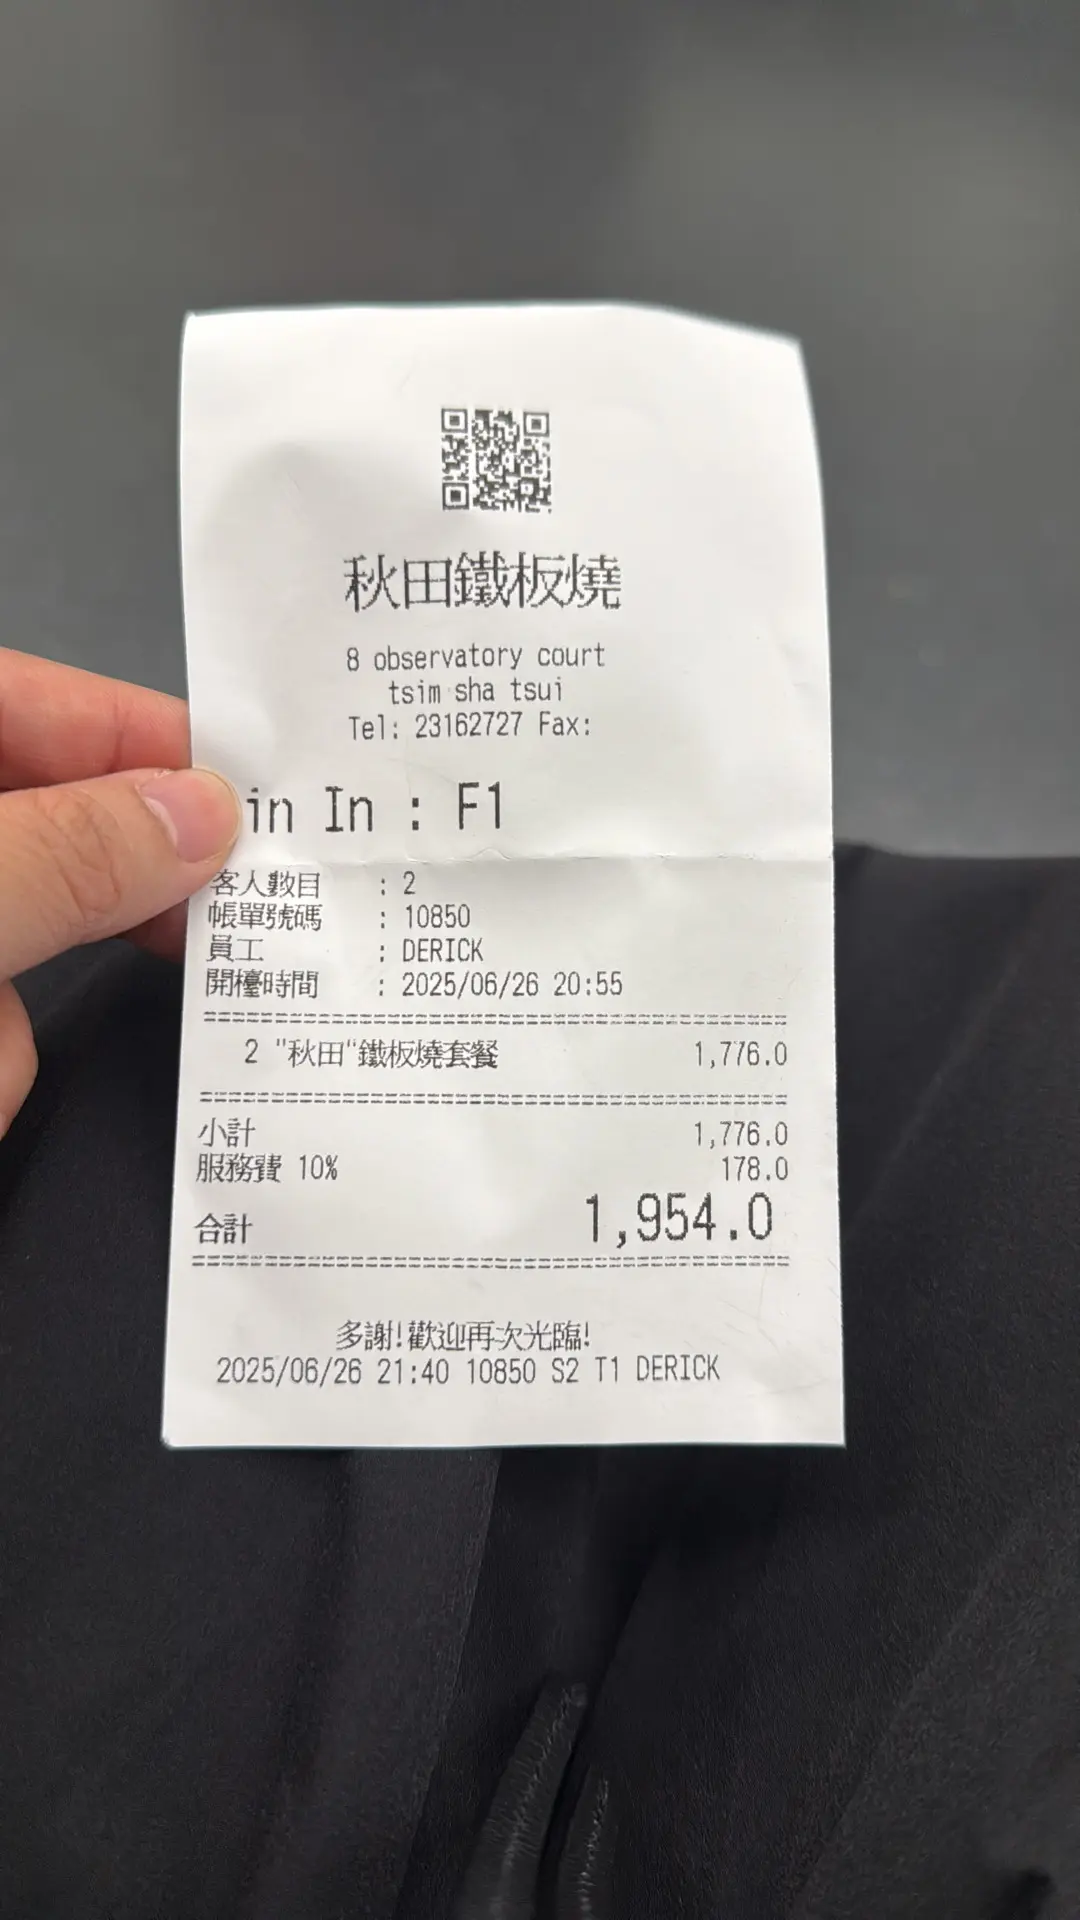 秋田鐵板燒
8 observatory court
tsim sha tsui
Tel: 23162727 Fax:
in In : F1
客人數目 : 2
帳單號碼 : 10850
員工 : DERICK
開檯時間 : 2025/06/26 20:55
2 "秋田"鐵板燒套餐 1,776.0
小計 1,776.0
服務費 10% 178.0
合計 1,954.0
多謝!歡迎再次光臨!
2025/06/26 21:40 10850 S2 T1 DERICK